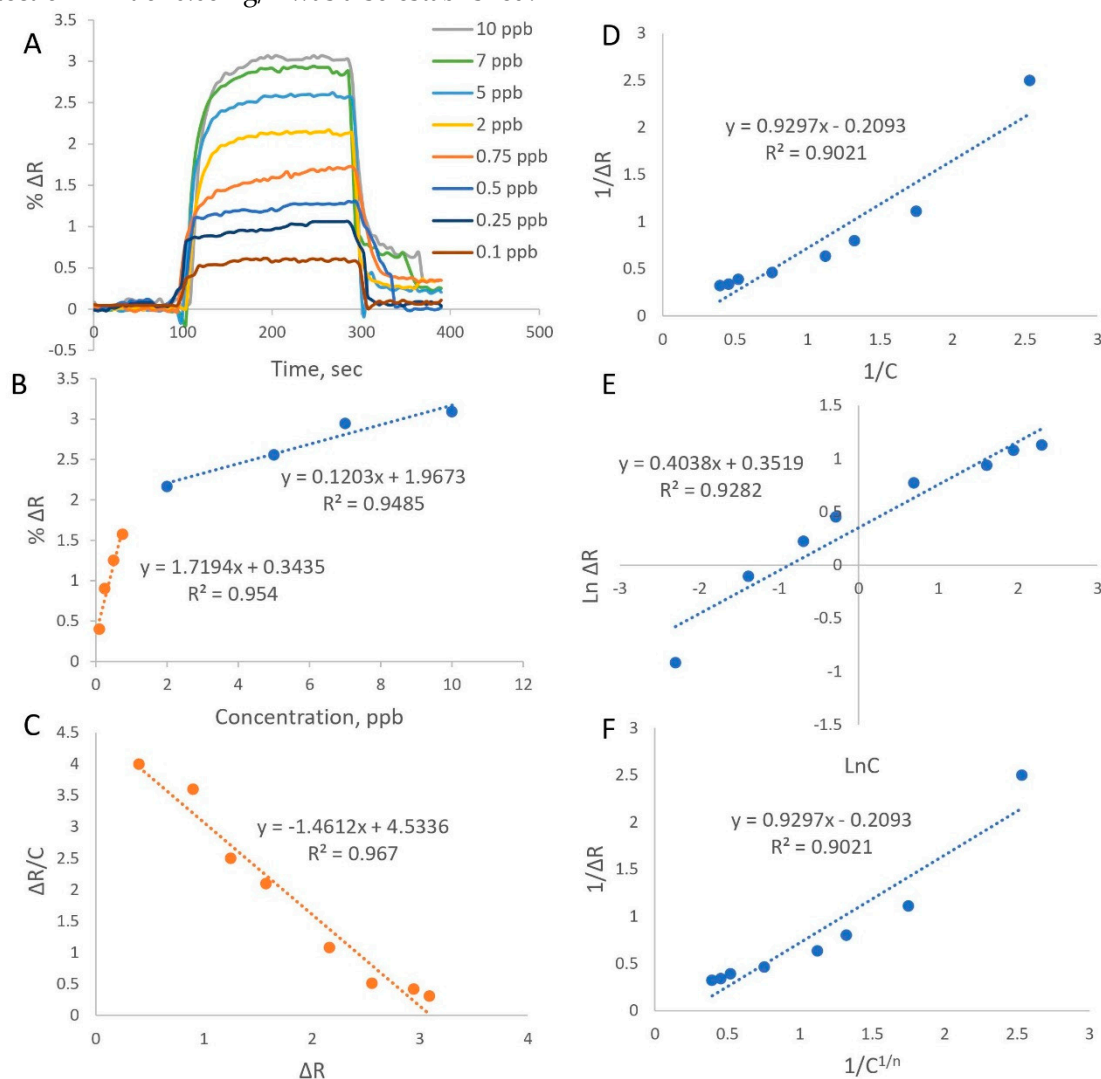 A
3.5
3
2.5
2
1.5
1
0.5
0
-0.5
% ΔR
0
100
200
300
400
500
Time, sec
10 ppb
7 ppb
5 ppb
2 ppb
0.75 ppb
0.5 ppb
0.25 ppb
0.1 ppb
B
3.5
3
2.5
2
1.5
1
0.5
0
% ΔR
y = 0.1203x + 1.9673
R² = 0.9485
y = 1.7194x + 0.3435
R² = 0.954
0
2
4
6
8
10
12
Concentration, ppb
C
4.5
4
3.5
3
2.5
2
1.5
1
0.5
0
ΔR/C
y = -1.4612x + 4.5336
R² = 0.967
0
1
2
3
4
ΔR
D
3
2.5
2
1.5
1
0.5
0
1/ΔR
y = 0.9297x - 0.2093
R² = 0.9021
0
0.5
1
1.5
2
2.5
3
1/C
E
1.5
1
0.5
0
-0.5
-1
-1.5
Ln ΔR
y = 0.4038x + 0.3519
R² = 0.9282
-3
-2
-1
0
1
2
3
LnC
F
3
2.5
2
1.5
1
0.5
0
1/ΔR
y = 0.9297x - 0.2093
R² = 0.9021
0
0.5
1
1.5
2
2.5
3
1/C^1/n